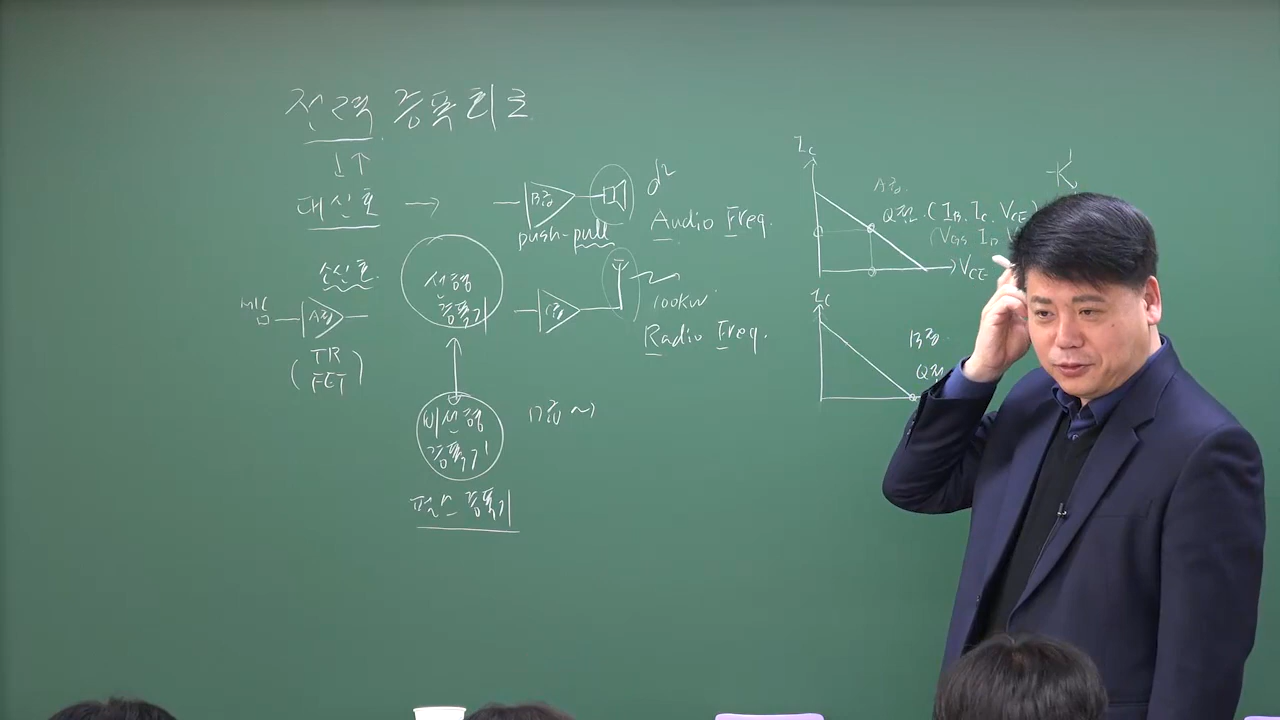 전력 증폭회로
대신호 →
B급
push-pull
Audio Freq.
소신호
MIC
A급
(TR
FET)
선형
증폭기
C급
100kW
Radio Freq.
비선형
증폭기
D급 ~
펄스 증폭기
Ic
A급.
Q점. (IB, Ic, VCE)
(VGS, ID, V
VCE
Ic
B급.
Q점